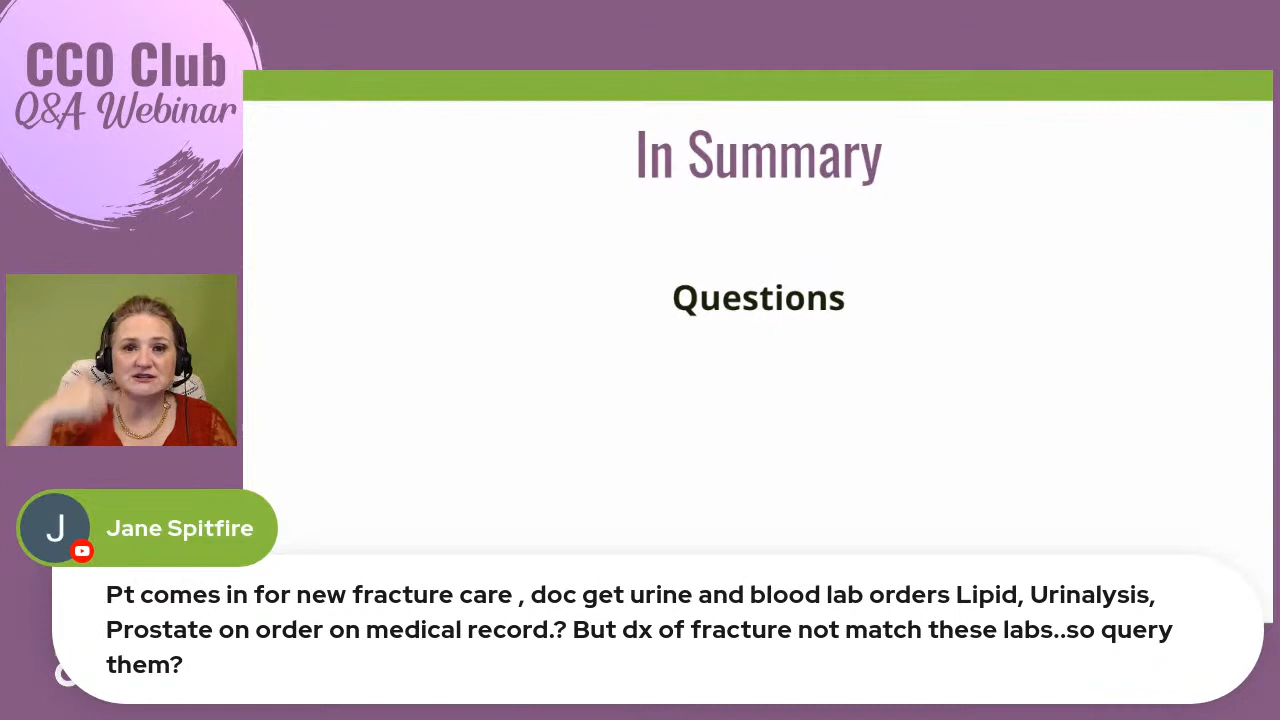 CCO Club
Q&A Webinar
In Summary
Questions
J
Jane Spitfire
Pt comes in for new fracture care , doc get urine and blood lab orders Lipid, Urinalysis,
Prostate on order on medical record.? But dx of fracture not match these labs..so query
them?